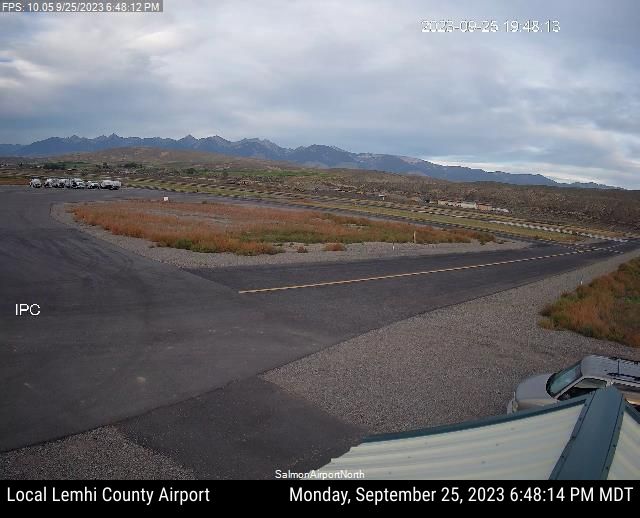 FPS: 10.05 9/25/2023 6:48:12 PM
2023-09-25 19:48:13
IPC
SalmonAirportNorth
Local Lemhi County Airport
Monday, September 25, 2023 6:48:14 PM MDT